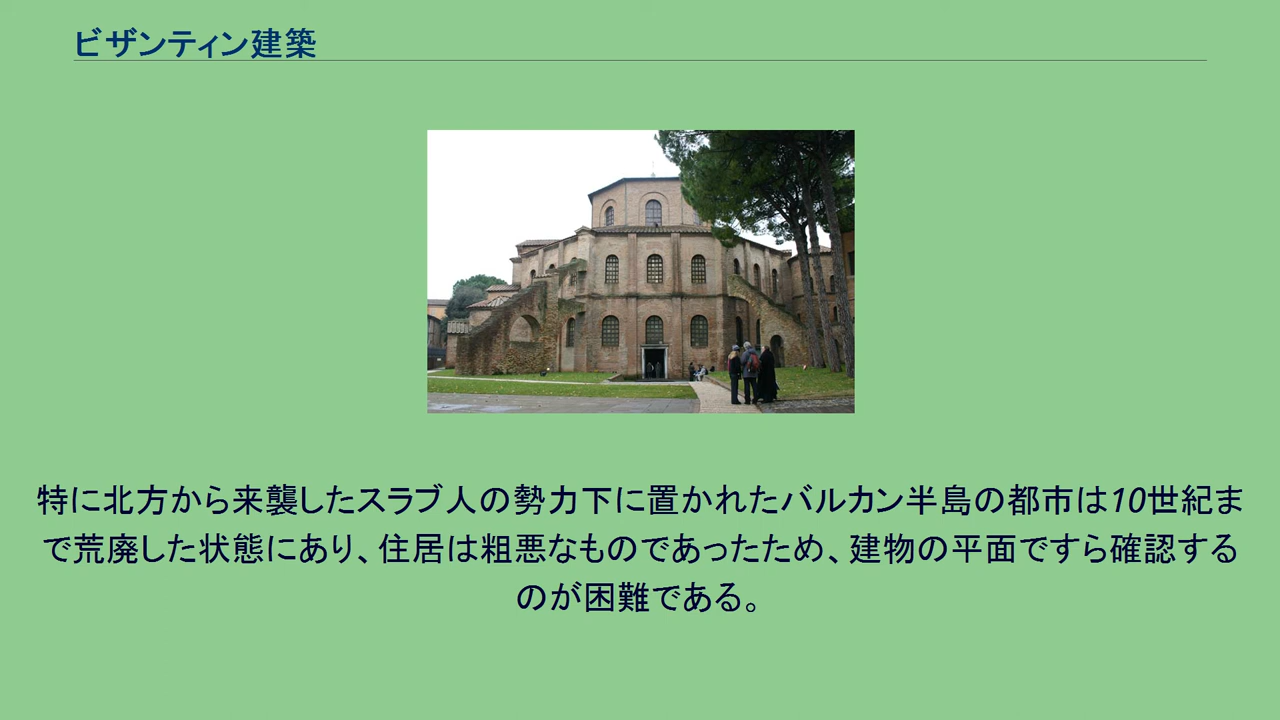 ビザンティン建築
特に北方から来襲したスラブ人の勢力下に置かれたバルカン半島の都市は10世紀ま
で荒廃した状態にあり、住居は粗悪なものであったため、建物の平面ですら確認する
のが困難である。